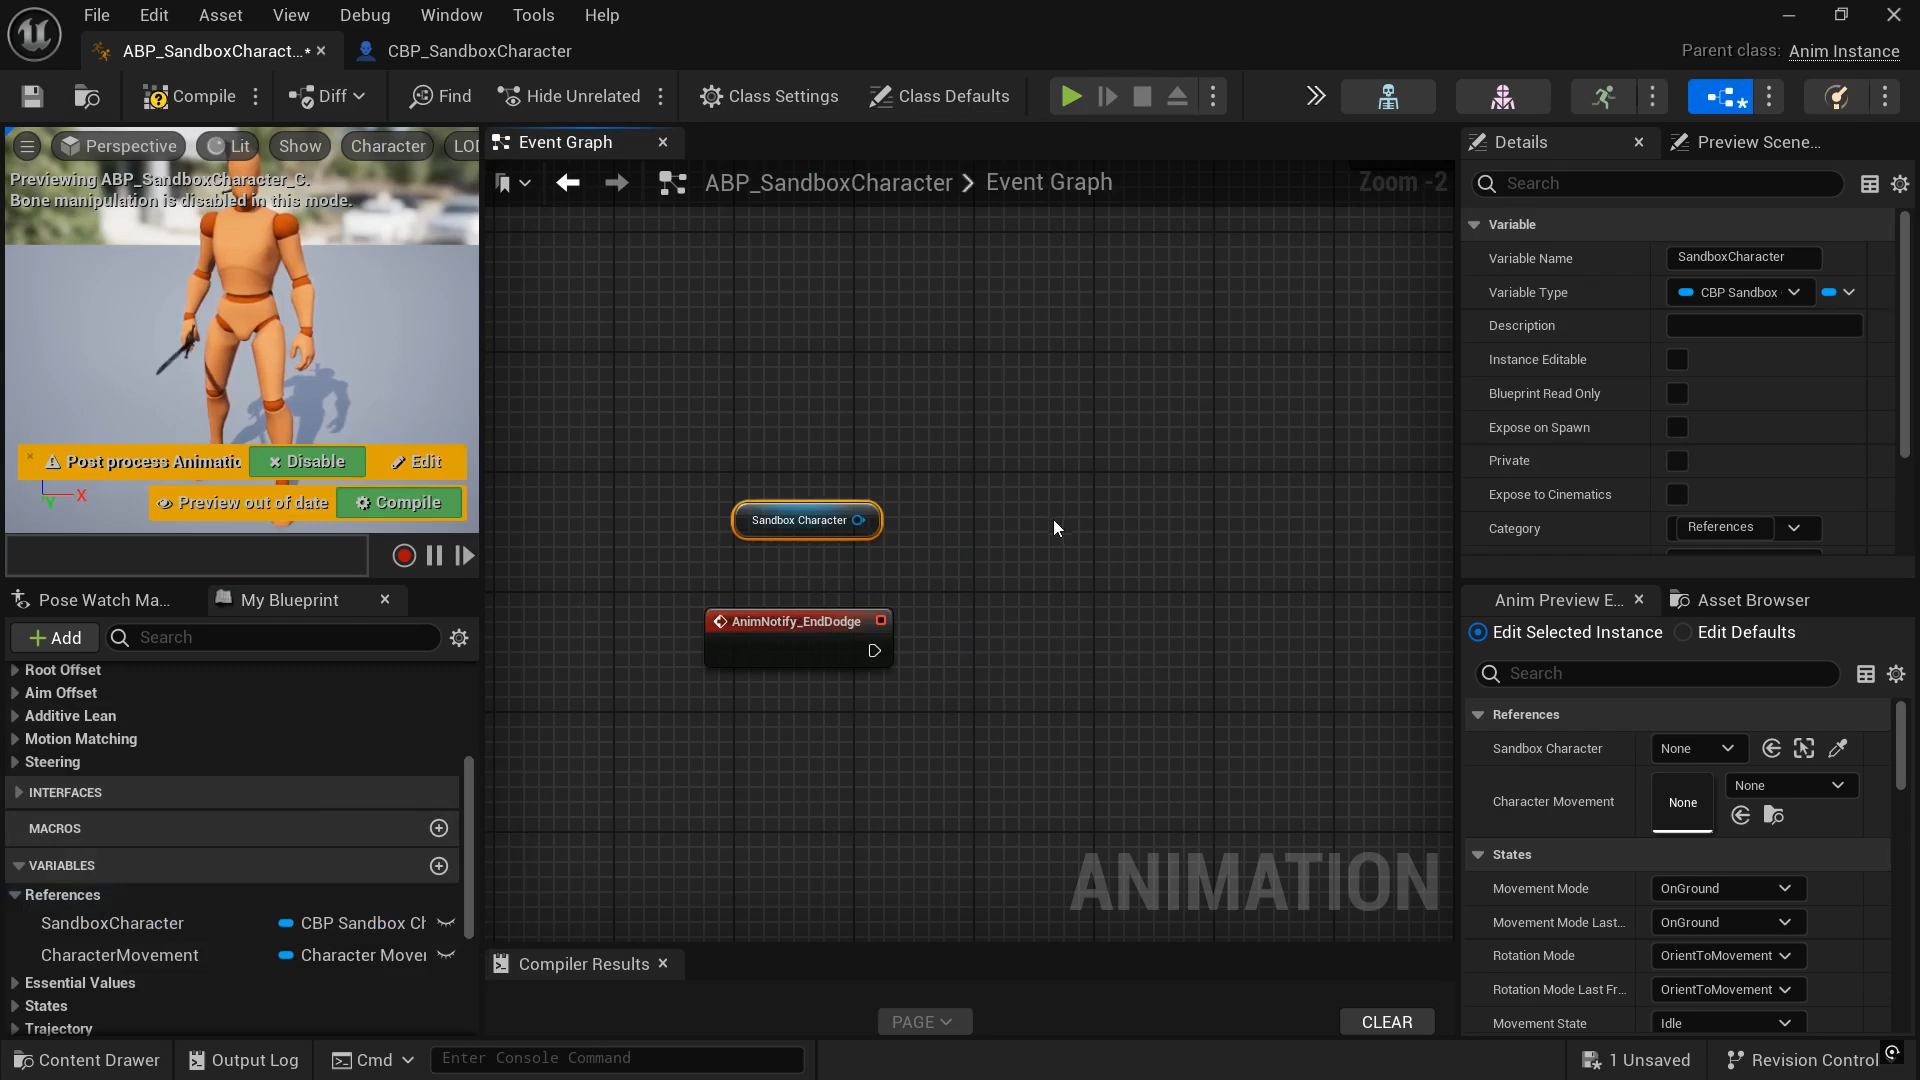 File Edit Asset View Debug Window Tools Help
ABP_SandboxCharact...•
CBP_SandboxCharacter
Parent class: Anim Instance
Compile Diff Find Hide Unrelated Class Settings Class Defaults
Perspective Lit Show Character LOD
Previewing ABP_SandboxCharacter_C.
Bone manipulation is disabled in this mode.
Post process Animatic Disable Edit
Preview out of date Compile
X
Y
Event Graph
ABP_SandboxCharacter > Event Graph
Zoom -2
Sandbox Character
AnimNotify_EndDodge
ANIMATION
Compiler Results
PAGE
CLEAR
Pose Watch Ma...
My Blueprint
+ Add
Search
Root Offset
Aim Offset
Additive Lean
Motion Matching
Steering
INTERFACES
MACROS
VARIABLES
References
SandboxCharacter CBP Sandbox Ch
CharacterMovement Character Mover
Essential Values
States
Trajectory
Details
Preview Scene...
Search
Variable
Variable Name SandboxCharacter
Variable Type CBP Sandbox
Description
Instance Editable
Blueprint Read Only
Expose on Spawn
Private
Expose to Cinematics
Category References
Anim Preview E...
Asset Browser
Edit Selected Instance
Edit Defaults
Search
References
Sandbox Character None
Character Movement None None
States
Movement Mode OnGround
Movement Mode Last... OnGround
Rotation Mode OrientToMovement
Rotation Mode Last Fr... OrientToMovement
Movement State Idle
Content Drawer Output Log Cmd Enter Console Command
1 Unsaved Revision Control